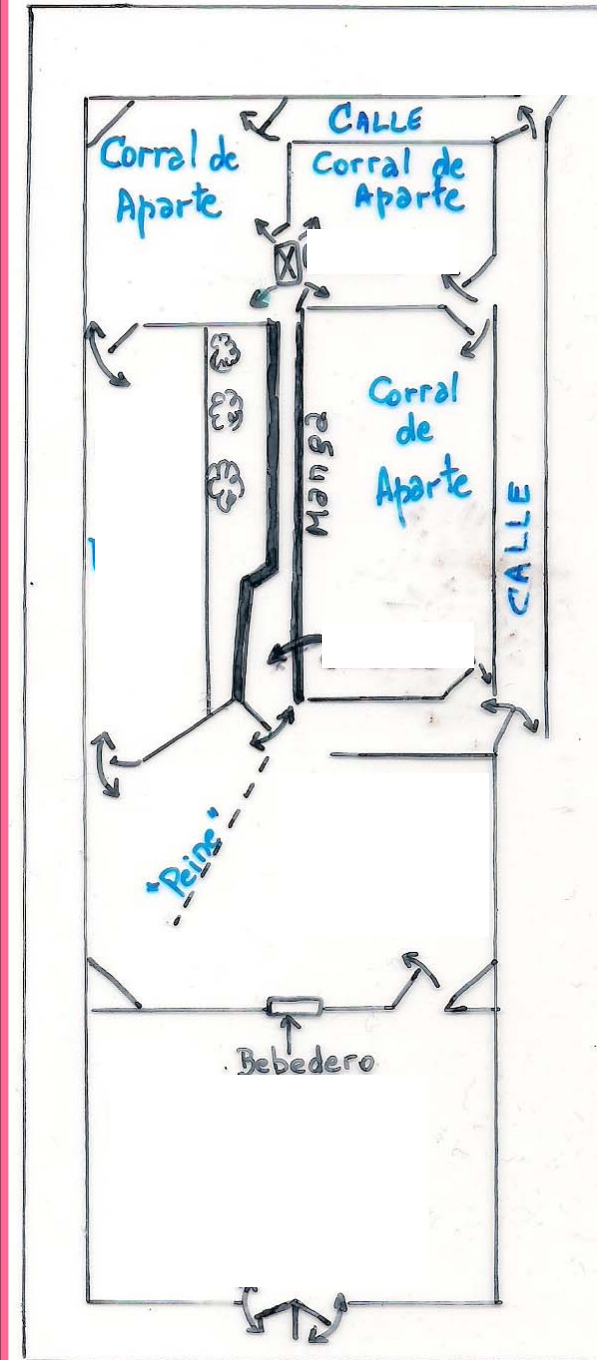 CALLE
Corral de
Aparte
Corral de
Aparte
Corral
de
Aparte
Manga
CALLE
"Peine"
Bebedero